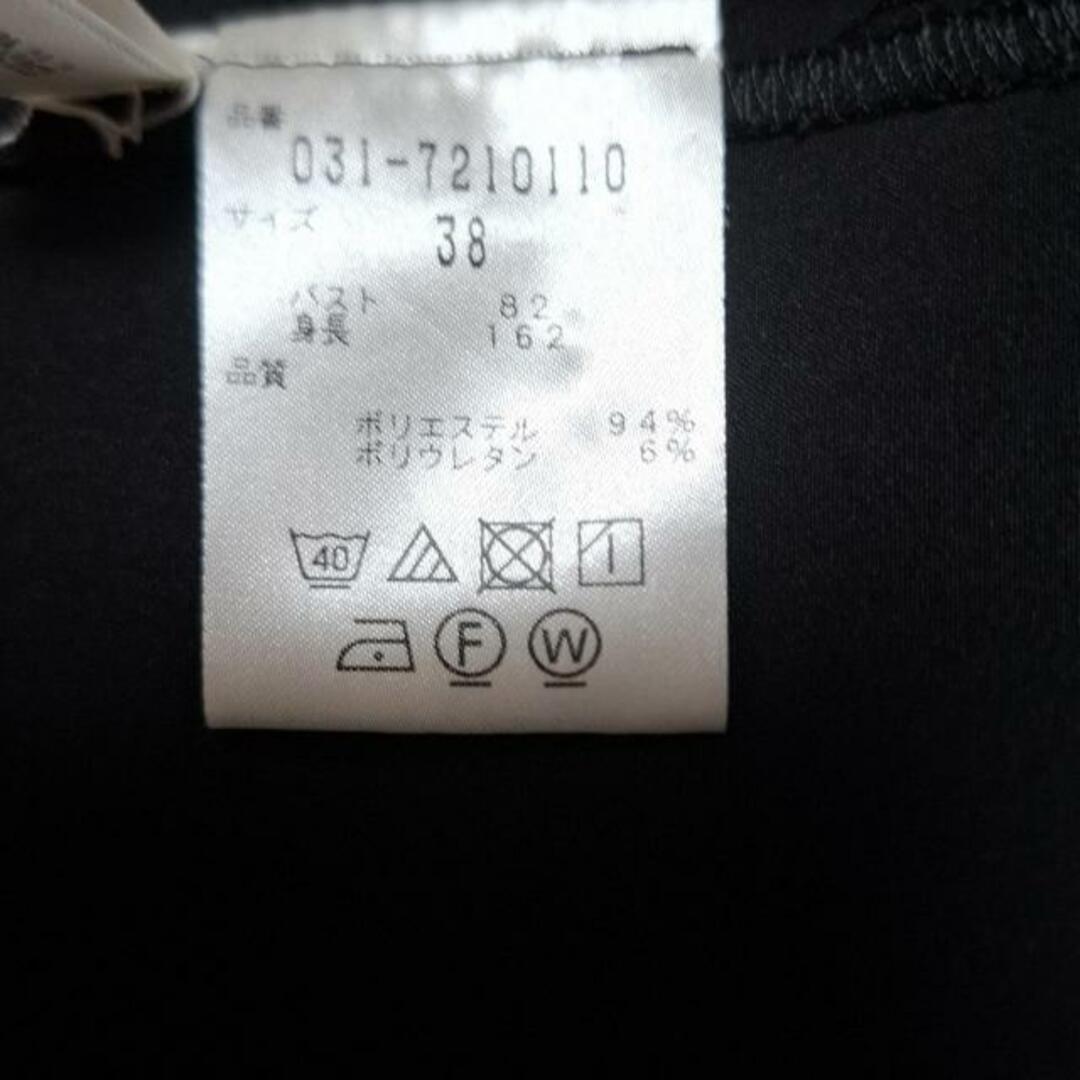 品番
031-7210110
サイズ
38
バスト 82
身長 162
品質
ポリエステル 94%
ポリウレタン 6%
40
F W